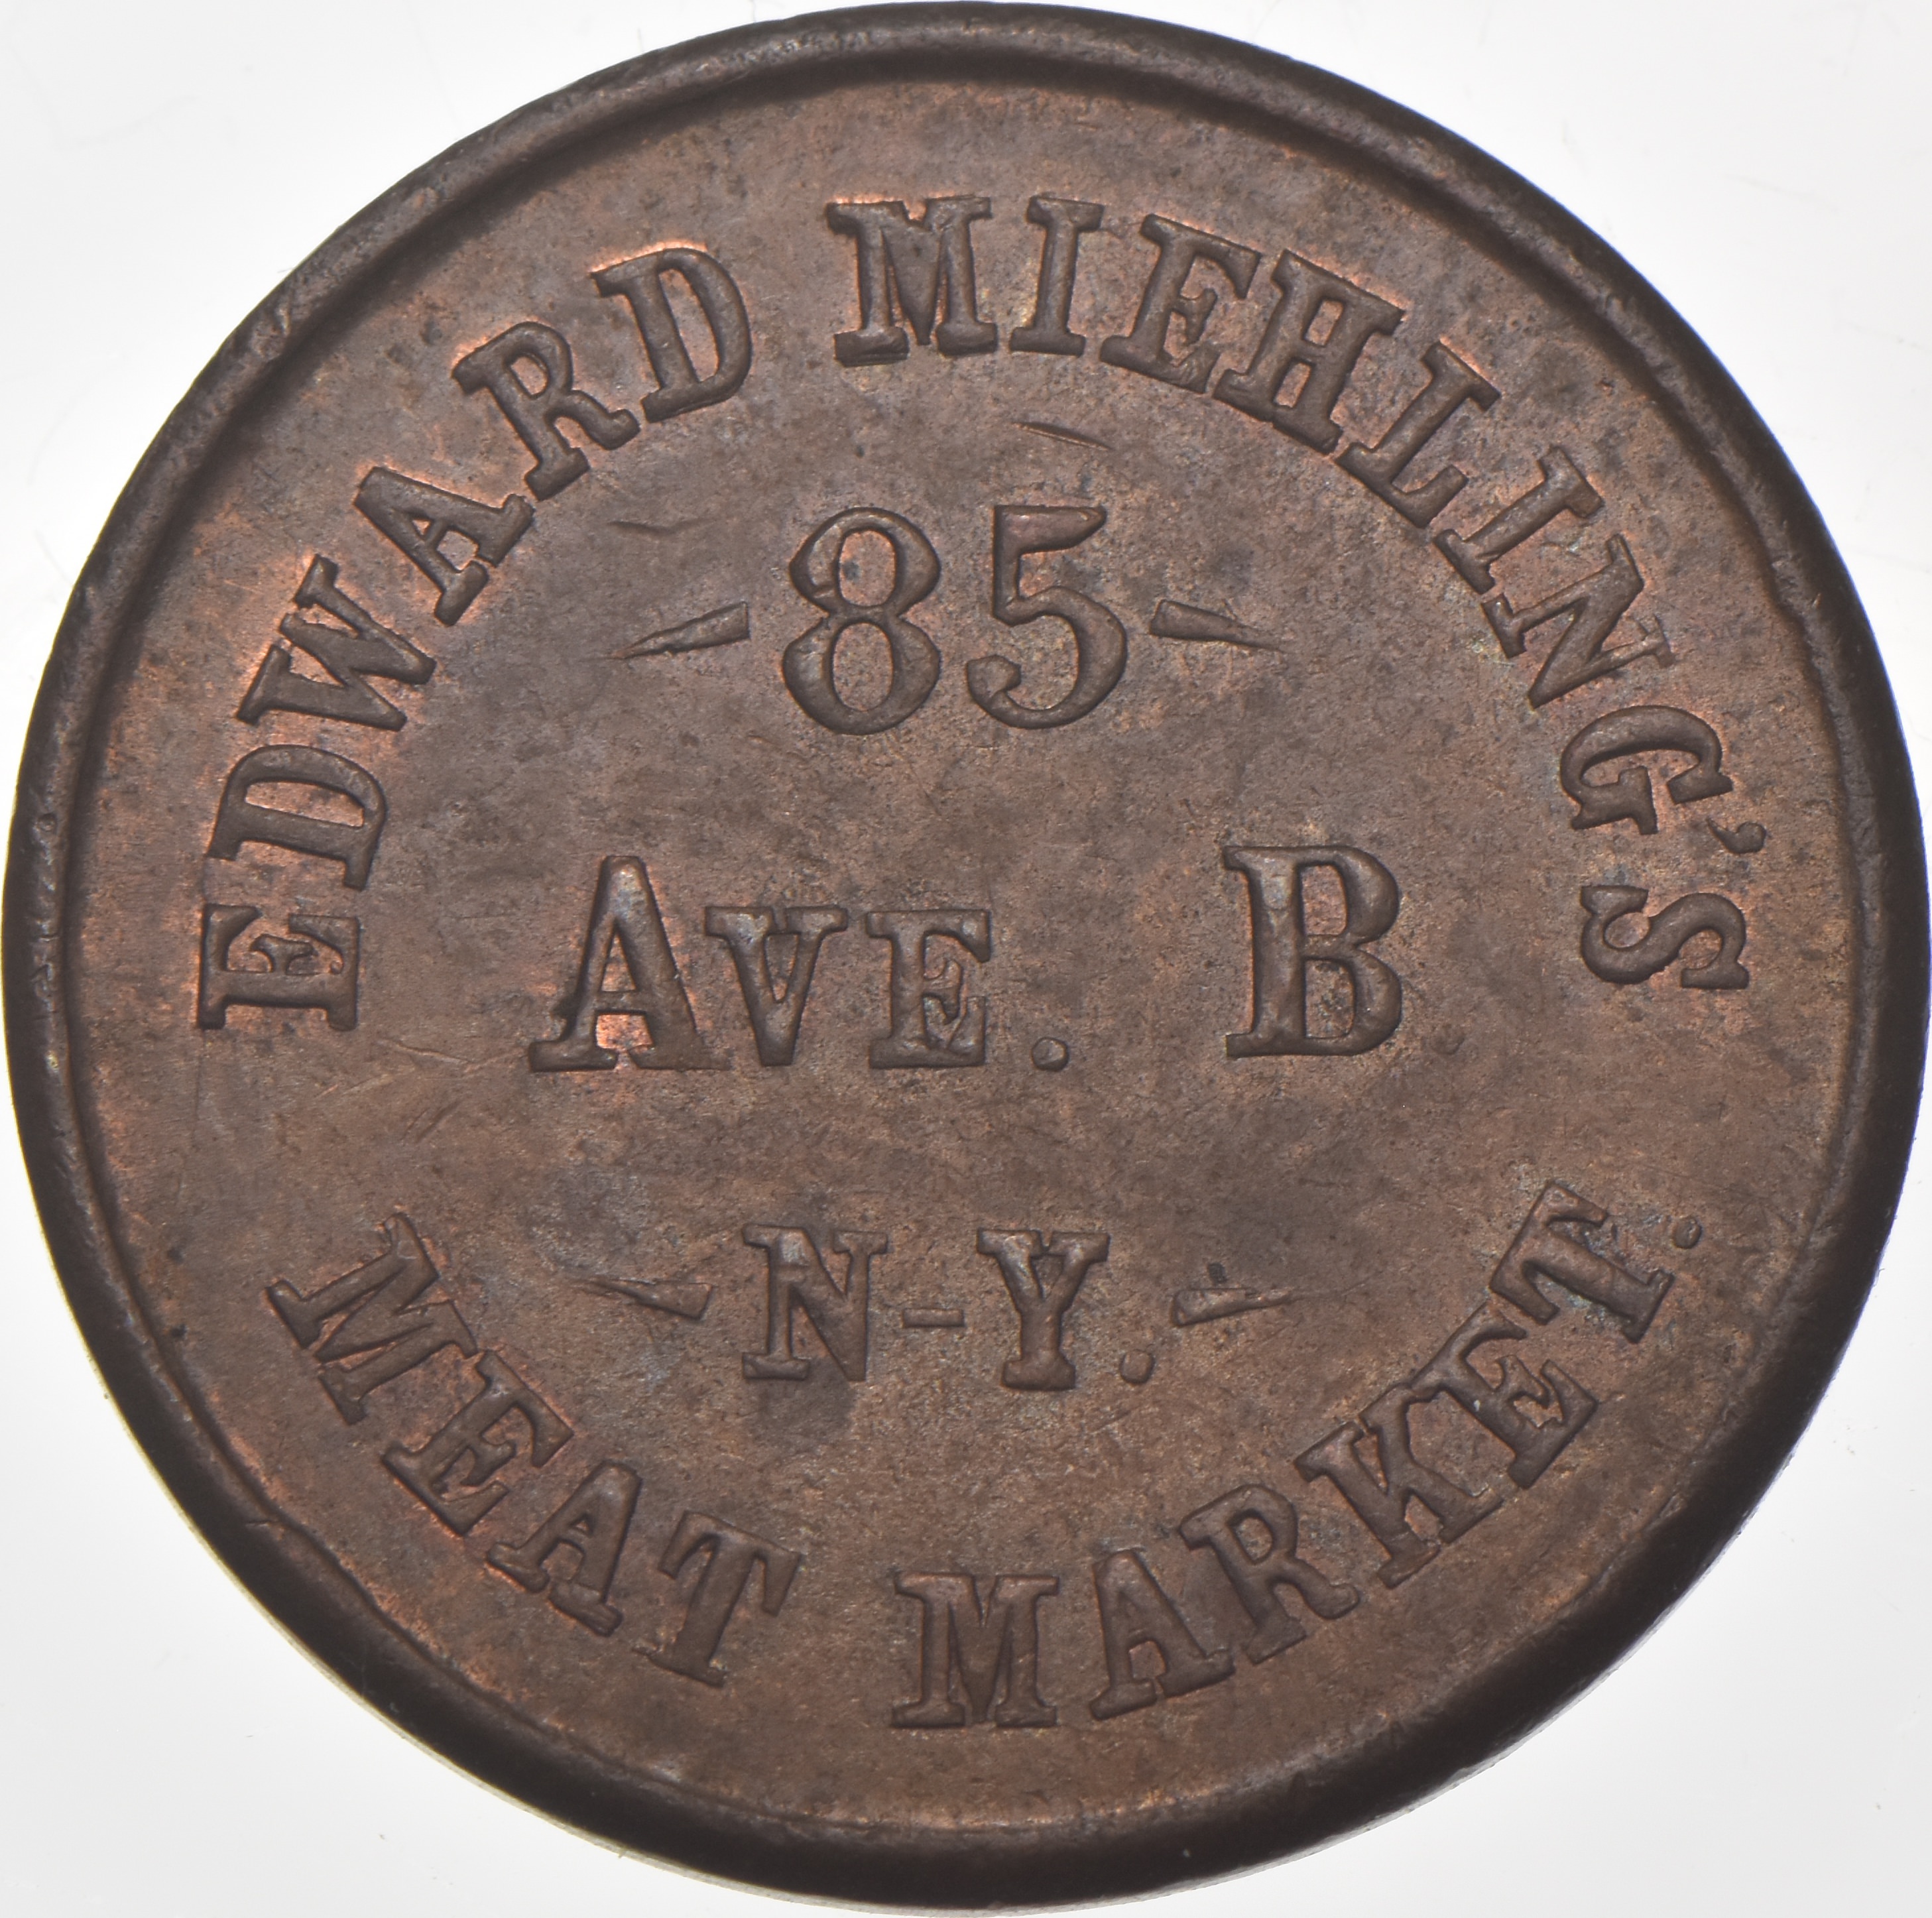 EDWARD MIEHLING'S
-85-
AVE. B
-N-Y.-
MEAT MARKET.